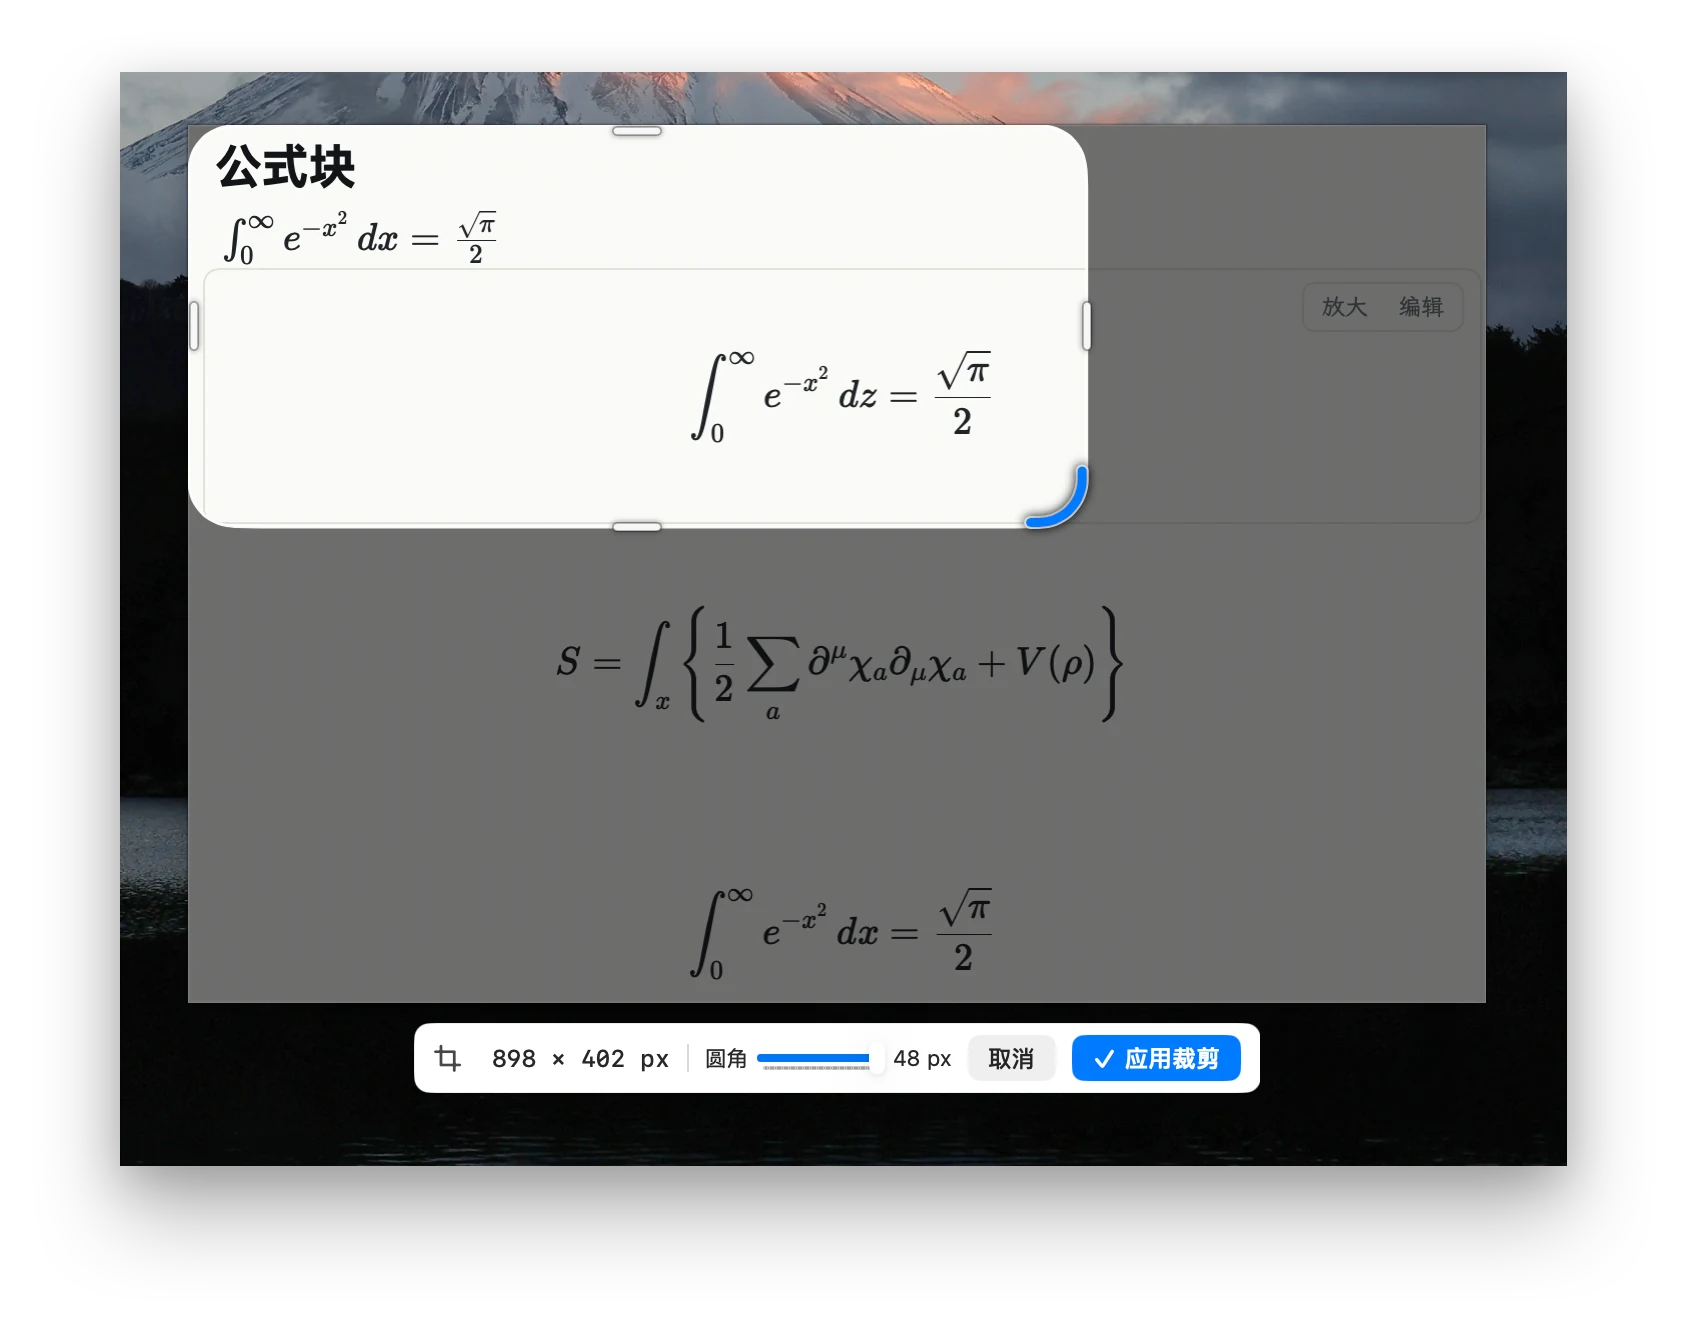 公式块
∫₀^∞ e^{-x²} dx = √π/2
放大 编辑
∫₀^∞ e^{-x²} dz = √π/2
S = ∫ₓ { 1/2 ∑ₐ ∂^μ χₐ ∂_μ χₐ + V(ρ) }
∫₀^∞ e^{-x²} dx = √π/2
898 × 402 px 圆角 48 px 取消 ✓ 应用裁剪